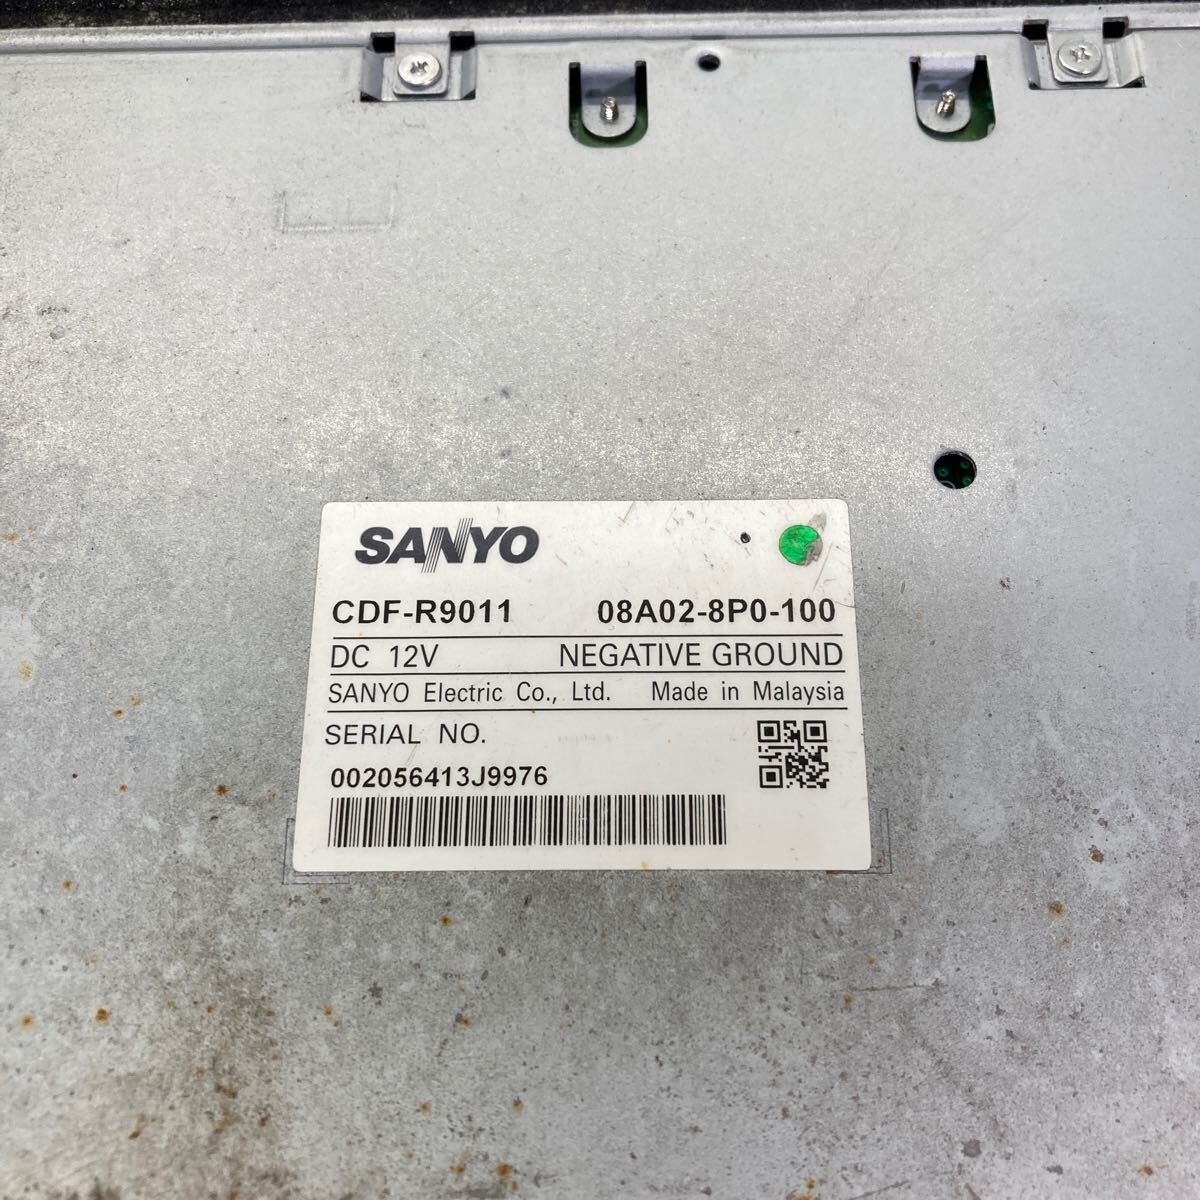 SANYO
CDF-R9011 08A02-8P0-100
DC 12V NEGATIVE GROUND
SANYO Electric Co., Ltd. Made in Malaysia
SERIAL NO.
002056413J9976